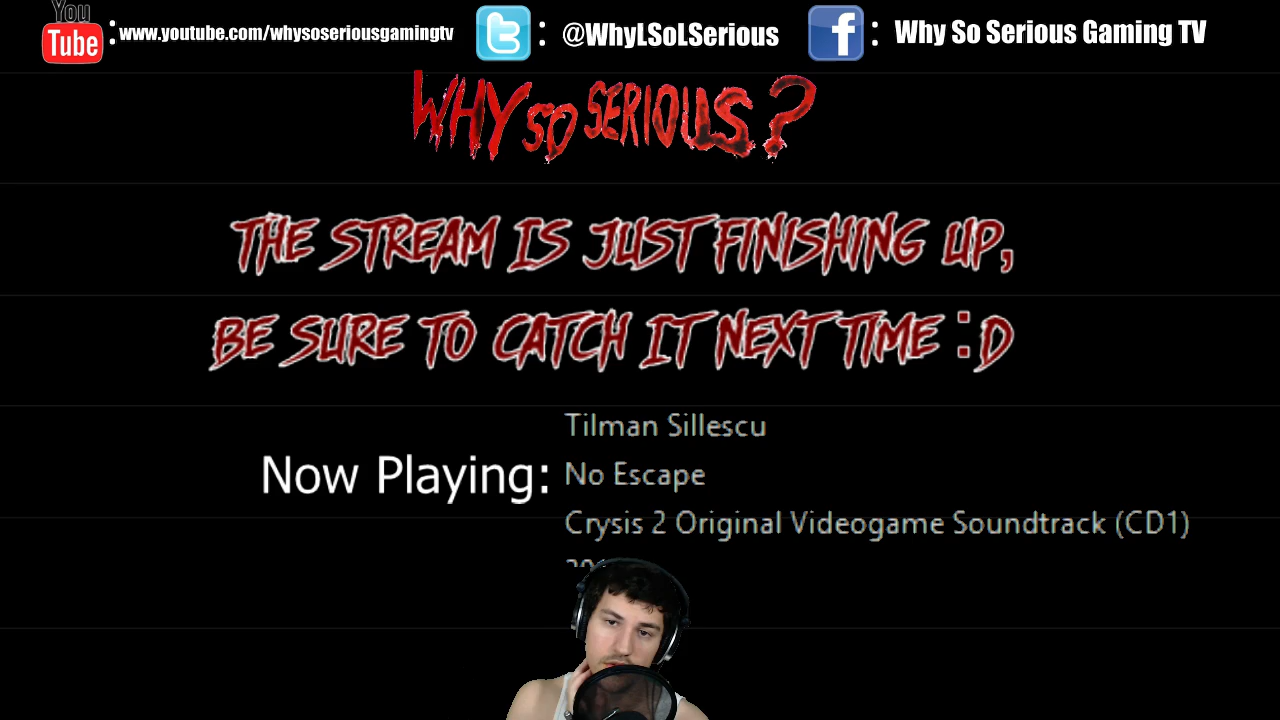 You
Tube : www.youtube.com/whysoseriousgamingtv : @WhyLSoLSerious f : Why So Serious Gaming TV
WHY SO SERIOUS?
THE STREAM IS JUST FINISHING UP,
BE SURE TO CATCH IT NEXT TIME :D
Tilman Sillescu
Now Playing: No Escape
Crysis 2 Original Videogame Soundtrack (CD1)